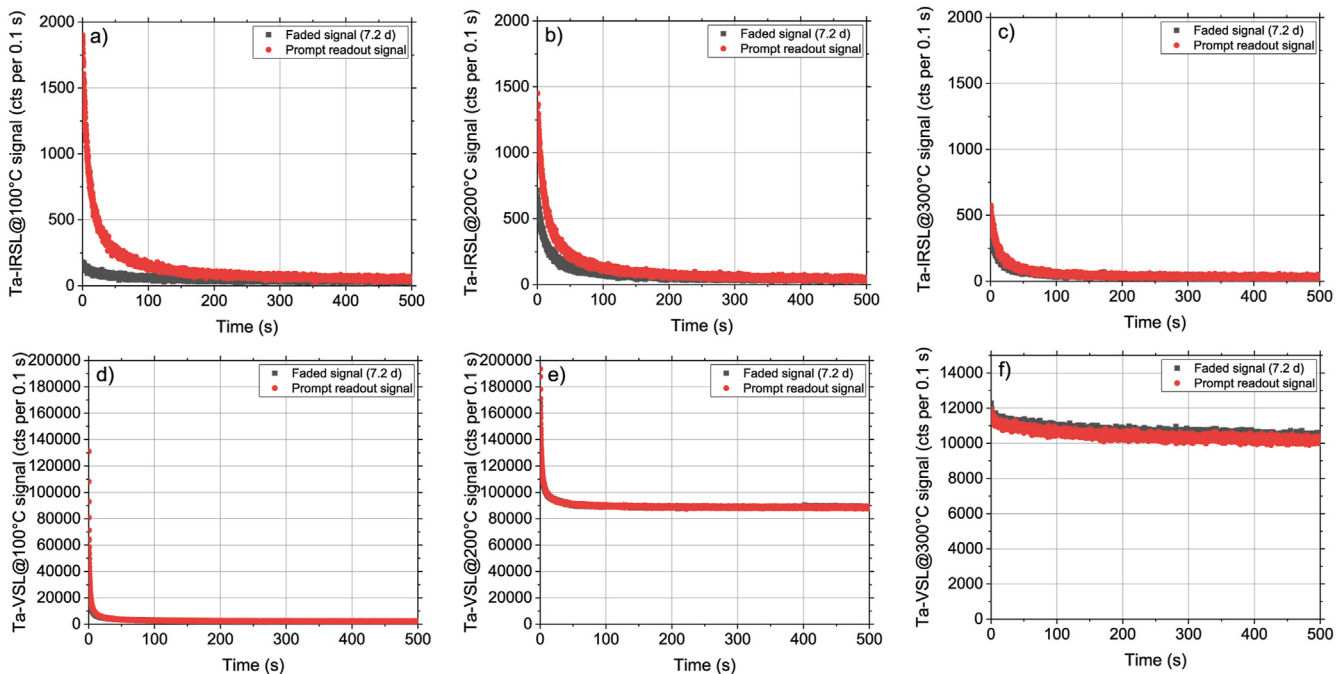 a)
Faded signal (7.2 d)
Prompt readout signal
Ta-IRSL@100°C signal (cts per 0.1 s)
2000
1500
1000
500
0
0 100 200 300 400 500
Time (s)
b)
Faded signal (7.2 d)
Prompt readout signal
Ta-IRSL@200°C signal (cts per 0.1 s)
2000
1500
1000
500
0
0 100 200 300 400 500
Time (s)
c)
Faded signal (7.2 d)
Prompt readout signal
Ta-IRSL@300°C signal (cts per 0.1 s)
2000
1500
1000
500
0
0 100 200 300 400 500
Time (s)
d)
Faded signal (7.2 d)
Prompt readout signal
Ta-VSL@100°C signal (cts per 0.1 s)
200000
180000
160000
140000
120000
100000
80000
60000
40000
20000
0
0 100 200 300 400 500
Time (s)
e)
Faded signal (7.2 d)
Prompt readout signal
Ta-VSL@200°C signal (cts per 0.1 s)
200000
180000
160000
140000
120000
100000
80000
60000
40000
20000
0
0 100 200 300 400 500
Time (s)
f)
Faded signal (7.2 d)
Prompt readout signal
Ta-VSL@300°C signal (cts per 0.1 s)
14000
12000
10000
8000
6000
4000
2000
0
0 100 200 300 400 500
Time (s)